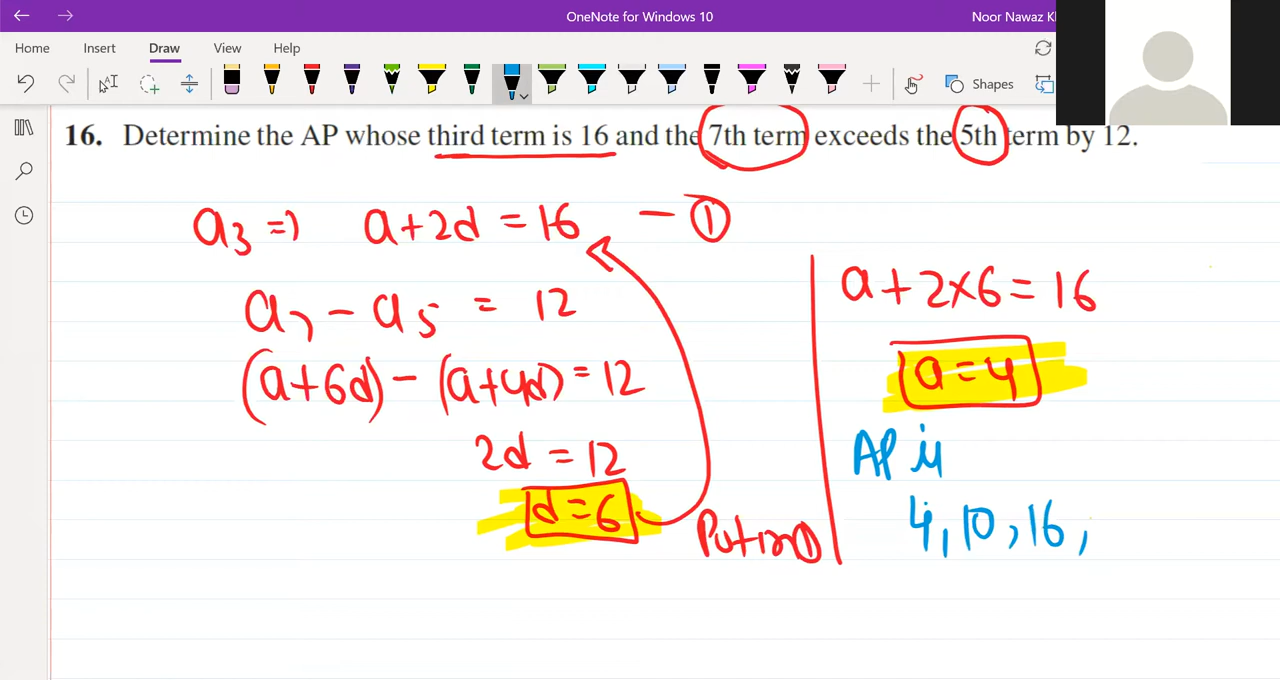 OneNote for Windows 10
Noor Nawaz
Home Insert Draw View Help
Shapes
16. Determine the AP whose third term is 16 and the 7th term exceeds the 5th term by 12.
a₃ ⇒ a+2d = 16 — ①
a₇ - a₅ = 12
(a+6d) - (a+4d) = 12
2d = 12
d = 6
Put in ①
a + 2×6 = 16
a = 4
AP is
4, 10, 16,